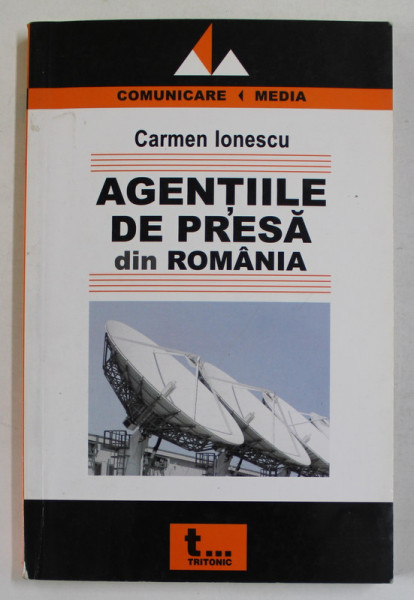 COMUNICARE MEDIA
Carmen Ionescu
AGENȚIILE
DE PRESĂ
din ROMÂNIA
t...
TRITONIC